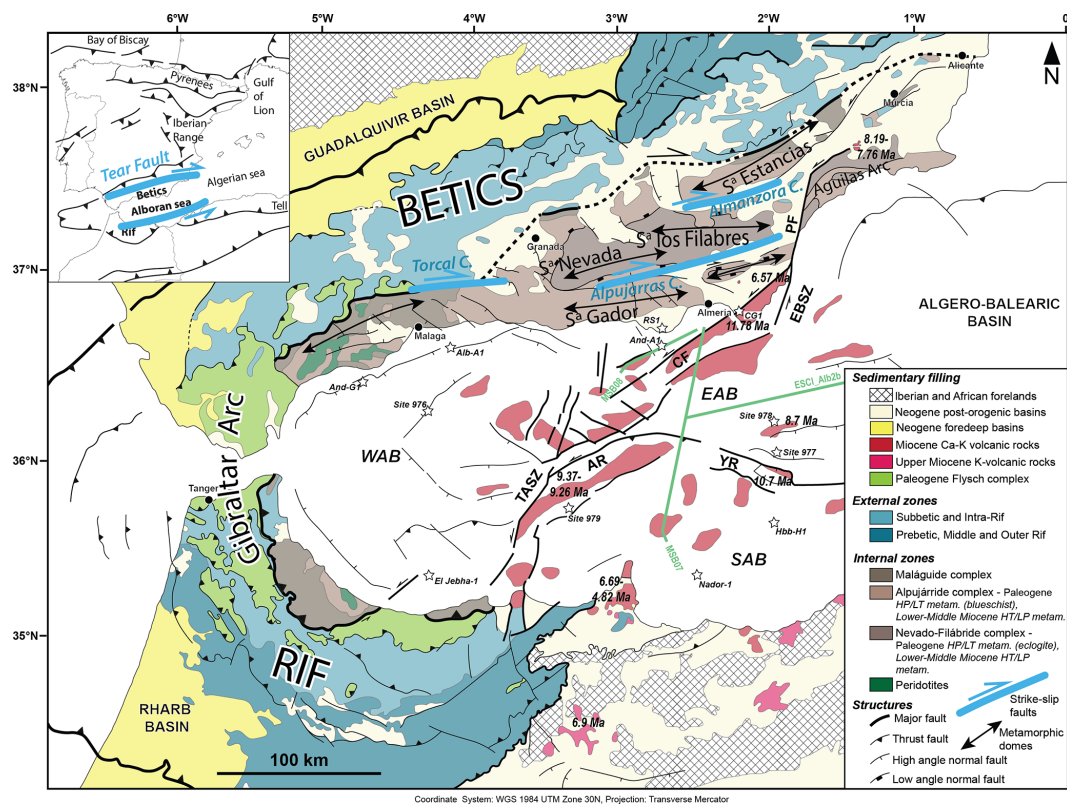 6°W
5°W
4°W
3°W
2°W
1°W
0
38°N
37°N
36°N
35°N
Bay of Biscay
Pyrenees
Gulf
of
Lion
Iberian
Range
Tear Fault
Betics
Algerian sea
Alboran sea
Tell
Rif
N
GUADALQUIVIR BASIN
BETICS
Alicante
Murcia
8.19-
7.76 Ma
Sª Estancias
Almanzora C.
Aguilas Arc
PF
Granada
Sª los Filabres
Sª Nevada
Torcal C.
Alpujarras C.
6.57 Ma
Sª Gador
Almeria
CG1
11.78 Ma
EBSZ
ALGERO-BALEARIC
BASIN
Malaga
RS1
And-A1
Alb-A1
And-G1
MSB08
CF
EAB
ESCI_Alb2b
Site 976
Site 978
8.7 Ma
Gibraltar Arc
WAB
Site 977
Tanger
TASZ
AR
YR
9.37-
9.26 Ma
10.7 Ma
Site 979
Hbb-H1
MSB07
SAB
El Jebha-1
Nador-1
6.69-
4.82 Ma
RIF
RHARB
BASIN
6.9 Ma
100 km
Sedimentary filling
Iberian and African forelands
Neogene post-orogenic basins
Neogene foredeep basins
Miocene Ca-K volcanic rocks
Upper Miocene K-volcanic rocks
Paleogene Flysch complex
External zones
Subbetic and Intra-Rif
Prebetic, Middle and Outer Rif
Internal zones
Maláguide complex
Alpujárride complex - Paleogene
HP/LT metam. (blueschist),
Lower-Middle Miocene HT/LP metam.
Nevado-Filábride complex -
Paleogene HP/LT metam. (eclogite),
Lower-Middle Miocene HT/LP
metam.
Peridotites
Structures
Major fault
Thrust fault
High angle normal fault
Low angle normal fault
Strike-slip
faults
Metamorphic
domes
Coordinate System: WGS 1984 UTM Zone 30N, Projection: Transverse Mercator